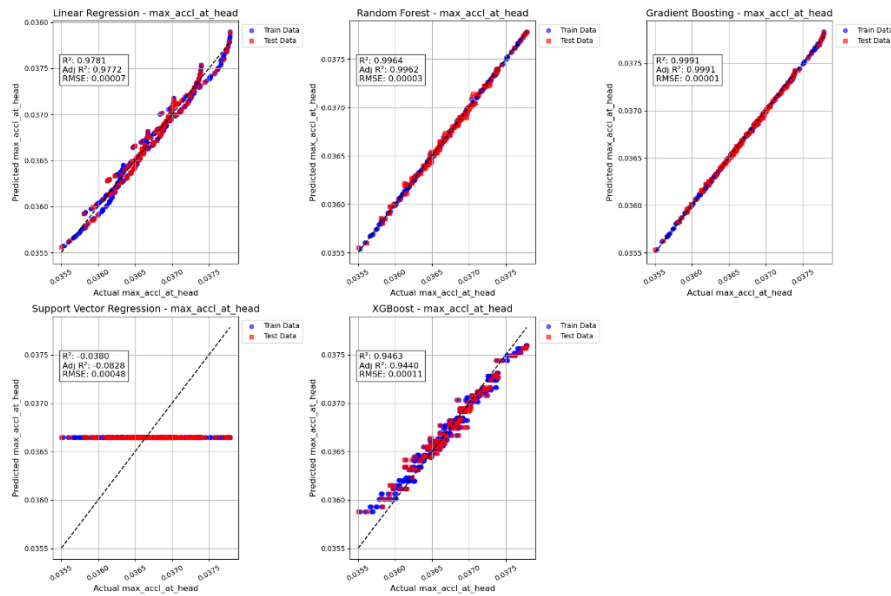 Linear Regression - max_accl_at_head
Train Data
Test Data
R²: 0.9781
Adj R²: 0.9772
RMSE: 0.00007
0.0380
0.0375
0.0370
0.0365
0.0360
0.0355
Predicted max_accl_at_head
0.0355
0.0360
0.0365
0.0370
0.0375
Actual max_accl_at_head
Random Forest - max_accl_at_head
Train Data
Test Data
R²: 0.9964
Adj R²: 0.9962
RMSE: 0.00003
0.0375
0.0370
0.0365
0.0360
0.0355
Predicted max_accl_at_head
0.0355
0.0360
0.0365
0.0370
0.0375
Actual max_accl_at_head
Gradient Boosting - max_accl_at_head
Train Data
Test Data
R²: 0.9991
Adj R²: 0.9991
RMSE: 0.00001
0.0375
0.0370
0.0365
0.0360
0.0355
Predicted max_accl_at_head
0.0355
0.0360
0.0365
0.0370
0.0375
Actual max_accl_at_head
Support Vector Regression - max_accl_at_head
Train Data
Test Data
R²: -0.0380
Adj R²: -0.0828
RMSE: 0.00048
0.0375
0.0370
0.0365
0.0360
0.0355
Predicted max_accl_at_head
0.0355
0.0360
0.0365
0.0370
0.0375
Actual max_accl_at_head
XGBoost - max_accl_at_head
Train Data
Test Data
R²: 0.9463
Adj R²: 0.9440
RMSE: 0.00011
0.0375
0.0370
0.0365
0.0360
0.0355
Predicted max_accl_at_head
0.0355
0.0360
0.0365
0.0370
0.0375
Actual max_accl_at_head